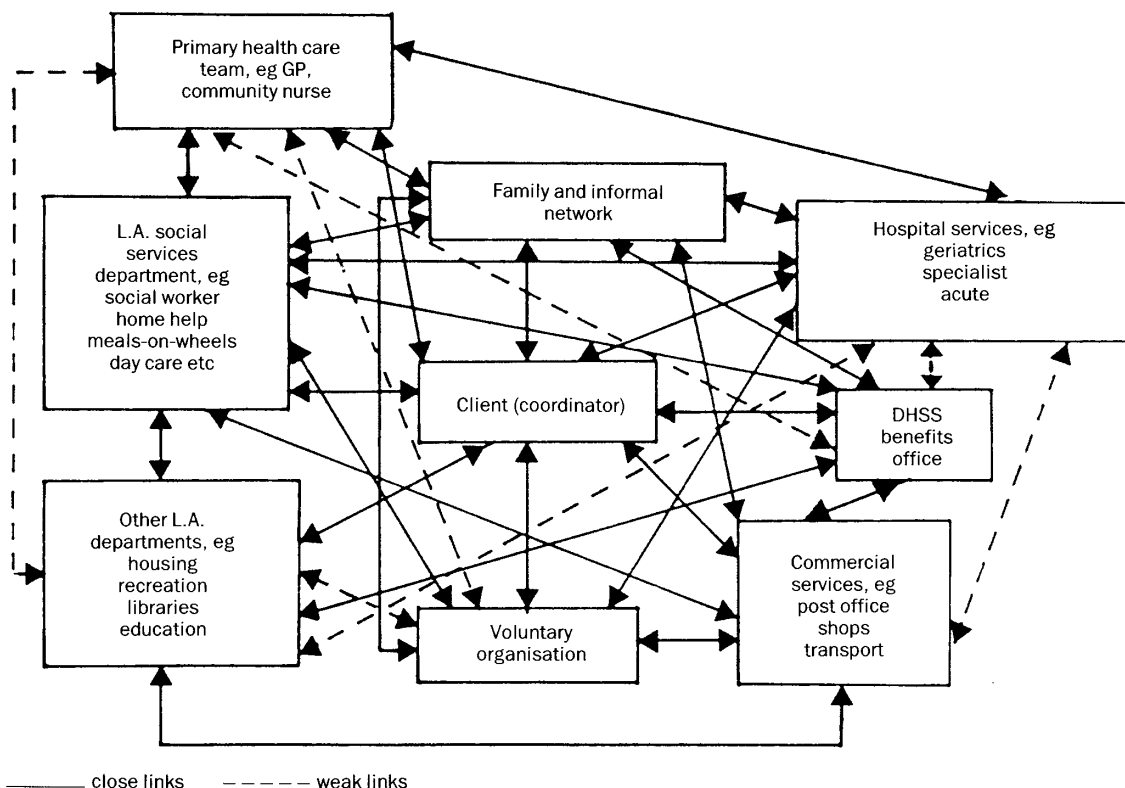 Primary health care
team, eg GP,
community nurse
Family and informal
network
L.A. social
services
department, eg
social worker
home help
meals-on-wheels
day care etc
Hospital services, eg
geriatrics
specialist
acute
Client (coordinator)
DHSS
benefits
office
Other L.A.
departments, eg
housing
recreation
libraries
education
Voluntary
organisation
Commercial
services, eg
post office
shops
transport
close links
weak links